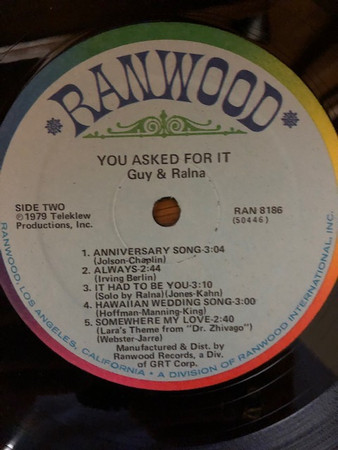 RANWOOD
YOU ASKED FOR IT
Guy & Ralna
SIDE TWO
℗1979 Teleklew
Productions, Inc.
RAN 8186
(50446)
1. ANNIVERSARY SONG-3:04
(Jolson-Chaplin)
2. ALWAYS-2:44
(Irving Berlin)
3. IT HAD TO BE YOU-3:10
(Solo by Ralna)(Jones-Kahn)
4. HAWAIIAN WEDDING SONG-3:00
(Hoffman-Manning-King)
5. SOMEWHERE MY LOVE-2:40
(Lara's Theme from "Dr. Zhivago")
(Webster-Jarre)
Manufactured & Dist. by
Ranwood Records, a Div.
of GRT Corp.
RANWOOD, LOS ANGELES, CALIFORNIA • A DIVISION OF RANWOOD INTERNATIONAL, INC.